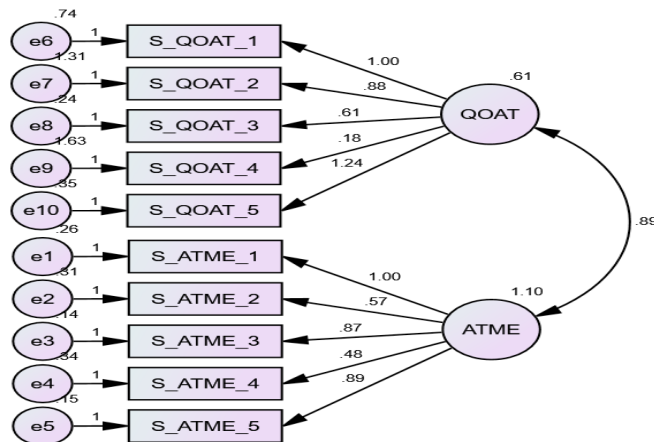 .74
e6 1 S_QOAT_1
1.31
e7 1 S_QOAT_2
.24
e8 1 S_QOAT_3
1.63
e9 1 S_QOAT_4
.35
e10 1 S_QOAT_5
1.00
.88
.61
.18
1.24
.61
QOAT
.89
.26
e1 1 S_ATME_1
.31
e2 1 S_ATME_2
.14
e3 1 S_ATME_3
.34
e4 1 S_ATME_4
.15
e5 1 S_ATME_5
1.00
.57
.87
.48
.89
1.10
ATME